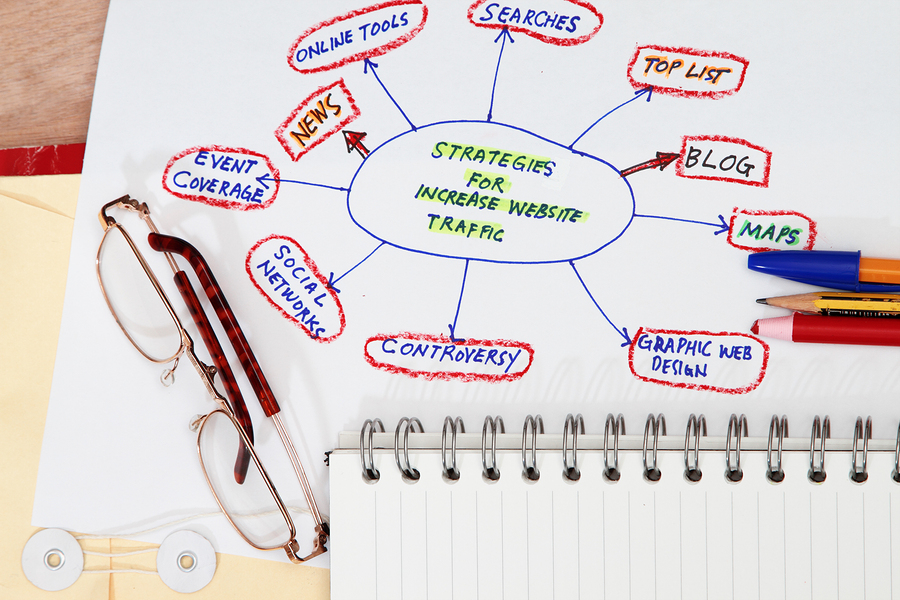 SEARCHES
ONLINE TOOLS
TOP LIST
NEWS
BLOG
EVENT
COVERAGE
STRATEGIES
FOR
INCREASE WEBSITE
TRAFFIC
MAPS
SOCIAL
NETWORKS
CONTROVERSY
GRAPHIC WEB
DESIGN